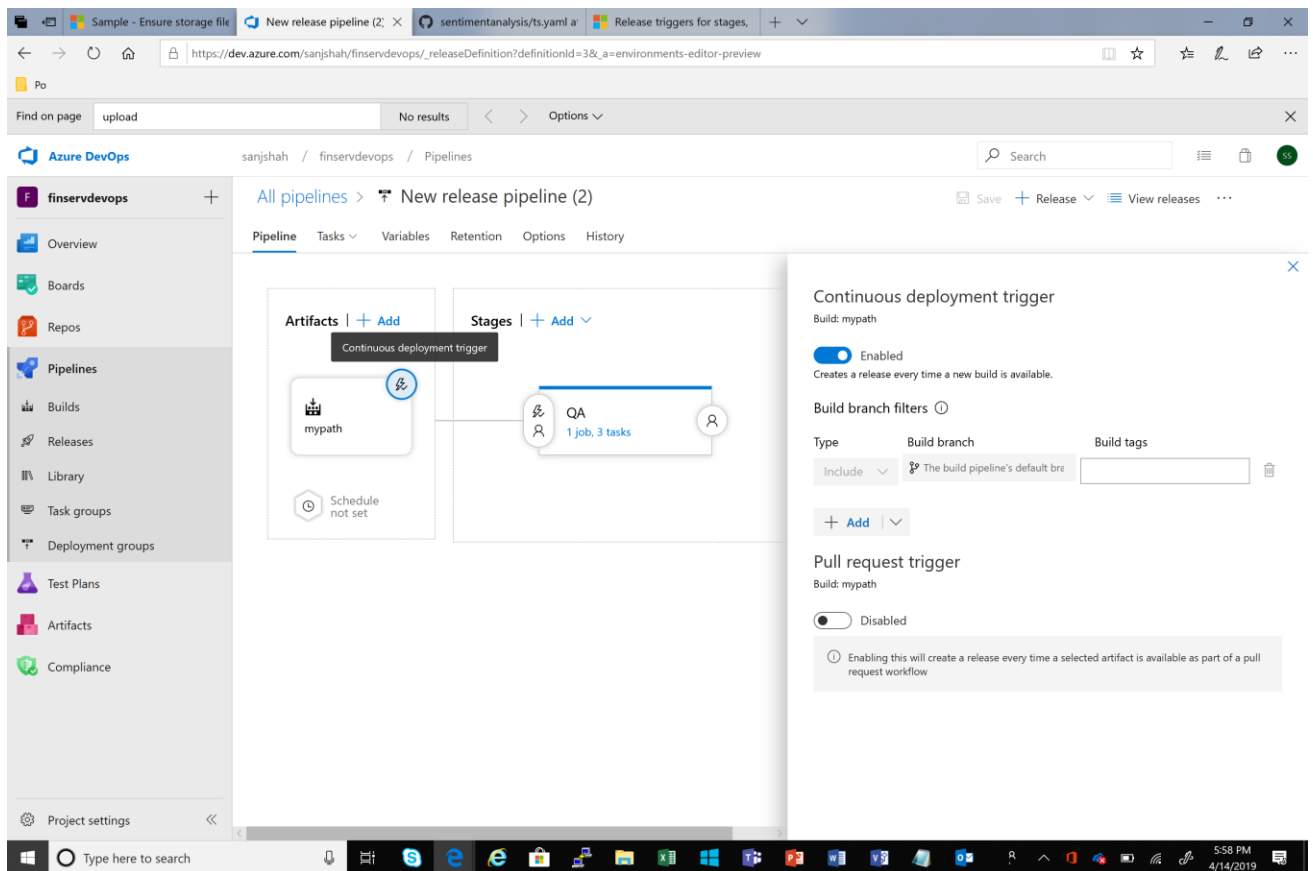 Sample - Ensure storage file
New release pipeline (2;
sentimentanalysis/ts.yaml a
Release triggers for stages,
https://dev.azure.com/sanjshah/finservdevops/_releaseDefinition?definitionId=3&_a=environments-editor-preview
Po
Find on page
upload
No results
Options
Azure DevOps
sanjshah / finservdevops / Pipelines
Search
SS
F
finservdevops
All pipelines > New release pipeline (2)
Save
Release
View releases
Pipeline
Tasks
Variables
Retention
Options
History
Overview
Boards
Repos
Pipelines
Builds
Releases
Library
Task groups
Deployment groups
Test Plans
Artifacts
Compliance
Project settings
Artifacts | + Add
Stages | + Add
Continuous deployment trigger
mypath
QA
1 job, 3 tasks
Schedule
not set
Continuous deployment trigger
Build: mypath
Enabled
Creates a release every time a new build is available.
Build branch filters
Type
Build branch
Build tags
Include
The build pipeline's default bra
+ Add
Pull request trigger
Build: mypath
Disabled
Enabling this will create a release every time a selected artifact is available as part of a pull
request workflow
Type here to search
5:58 PM
4/14/2019